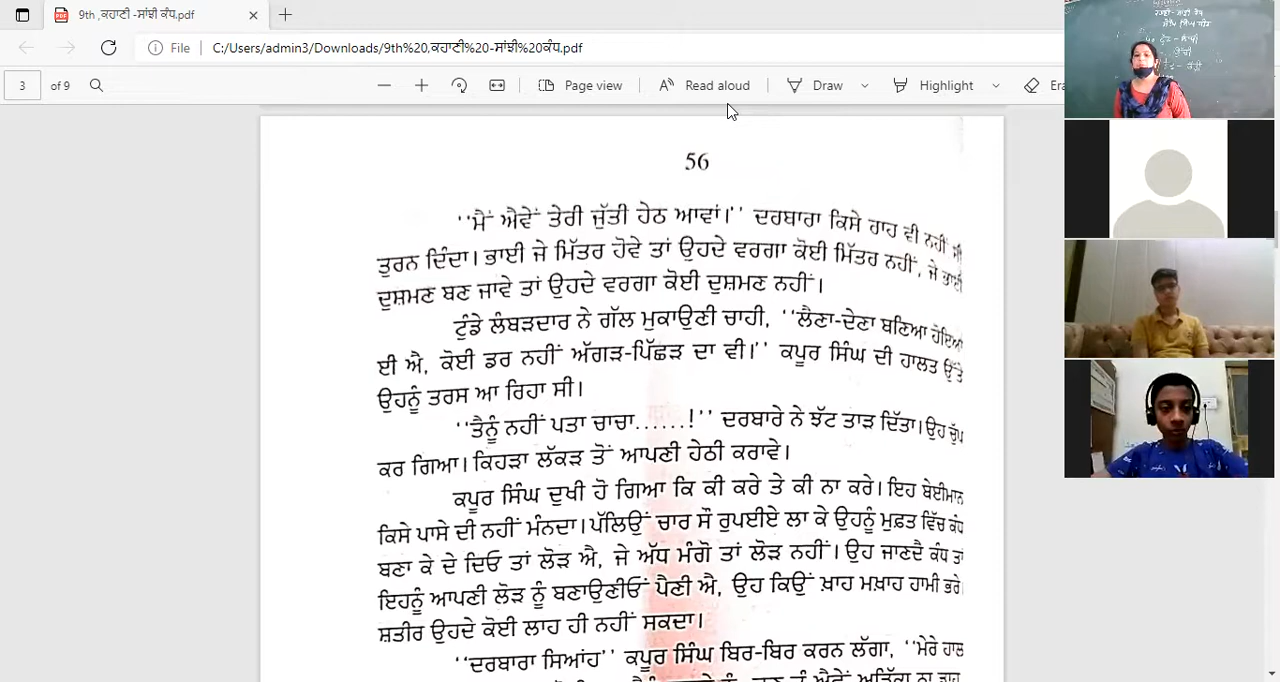 9th ,ਕਹਾਣੀ -ਸਾਂਝੀ ਕੰਧ.pdf
File
C:/Users/admin3/Downloads/9th%20.ਕਹਾਣੀ%20-ਸਾਂਝੀ%20ਕੰਧ.pdf
3 of 9
Page view
Read aloud
Draw
Highlight
Era
56
‘‘ਮੈਂ ਐਵੇਂ ਤੇਰੀ ਜੁੱਤੀ ਹੇਠ ਆਵਾਂ।’’ ਦਰਬਾਰਾ ਕਿਸੇ ਰਾਹ ਵੀ ਨਹੀਂ ਸੀ
ਤੁਰਨ ਦਿੰਦਾ। ਭਾਈ ਜੇ ਮਿੱਤਰ ਹੋਵੇ ਤਾਂ ਉਹਦੇ ਵਰਗਾ ਕੋਈ ਮਿੱਤਰ ਨਹੀਂ, ਜੇ ਭਾਈ
ਦੁਸ਼ਮਣ ਬਣ ਜਾਵੇ ਤਾਂ ਉਹਦੇ ਵਰਗਾ ਕੋਈ ਦੁਸ਼ਮਣ ਨਹੀਂ।
ਟੁੰਡੇ ਲੰਬੜਦਾਰ ਨੇ ਗੱਲ ਮੁਕਾਉਣੀ ਚਾਹੀ, ‘‘ਲੈਣਾ-ਦੇਣਾ ਬਣਿਆ ਹੋਇਆ
ਈ ਐ, ਕੋਈ ਡਰ ਨਹੀਂ ਅੱਗੜ-ਪਿੱਛੜ ਦਾ ਵੀ।’’ ਕਪੂਰ ਸਿੰਘ ਦੀ ਹਾਲਤ ਉੱਤੇ
ਉਹਨੂੰ ਤਰਸ ਆ ਰਿਹਾ ਸੀ।
‘‘ਤੈਨੂੰ ਨਹੀਂ ਪਤਾ ਚਾਚਾ......!’’ ਦਰਬਾਰੇ ਨੇ ਝੱਟ ਤਾੜ ਦਿੱਤਾ। ਉਹ ਚੁੱਪ
ਕਰ ਗਿਆ। ਕਿਹੜਾ ਲੱਕੜ ਤੋਂ ਆਪਣੀ ਹੇਠੀ ਕਰਾਵੇ।
ਕਪੂਰ ਸਿੰਘ ਦੁਖੀ ਹੋ ਗਿਆ ਕਿ ਕੀ ਕਰੇ ਤੇ ਕੀ ਨਾ ਕਰੇ। ਇਹ ਬੇਈਮਾਨ
ਕਿਸੇ ਪਾਸੇ ਦੀ ਨਹੀਂ ਮੰਨਦਾ। ਪੱਲਿਉਂ ਚਾਰ ਸੌ ਰੁਪਈਏ ਲਾ ਕੇ ਉਹਨੂੰ ਮੁਫ਼ਤ ਵਿੱਚ ਕੰਧ
ਬਣਾ ਕੇ ਦੇ ਦਿਓ ਤਾਂ ਲੋੜ ਐ, ਜੇ ਅੱਧ ਮੰਗੋ ਤਾਂ ਲੋੜ ਨਹੀਂ। ਉਹ ਜਾਣਦੈ ਕੰਧ ਤਾਂ
ਇਹਨੂੰ ਆਪਣੀ ਲੋੜ ਨੂੰ ਬਣਾਉਣੀਓਂ ਪੈਣੀ ਐ, ਉਹ ਕਿਉਂ ਖ਼ਾਹ ਮਖ਼ਾਹ ਹਾਮੀ ਭਰੇ।
ਸ਼ਤੀਰ ਉਹਦੇ ਕੋਈ ਲਾਹ ਹੀ ਨਹੀਂ ਸਕਦਾ।
‘‘ਦਰਬਾਰਾ ਸਿਆਂਹ’’ ਕਪੂਰ ਸਿੰਘ ਬਿਰ-ਬਿਰ ਕਰਨ ਲੱਗਾ, ‘‘ਮੇਰੇ ਹਾਲ